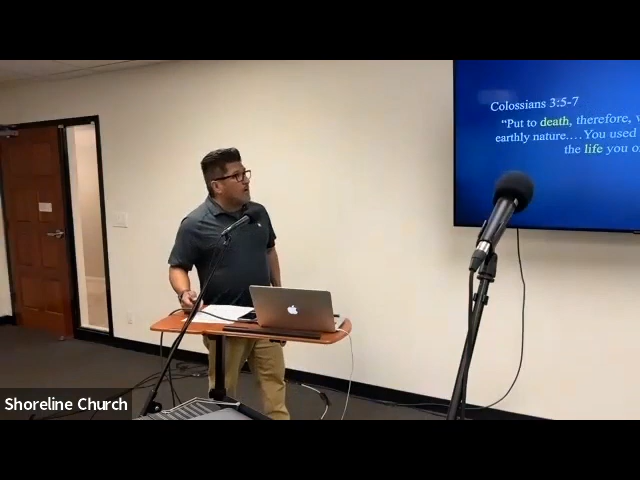 Colossians 3:5-7
“Put to death, therefore,
earthly nature.…You used
the life you
Shoreline Church